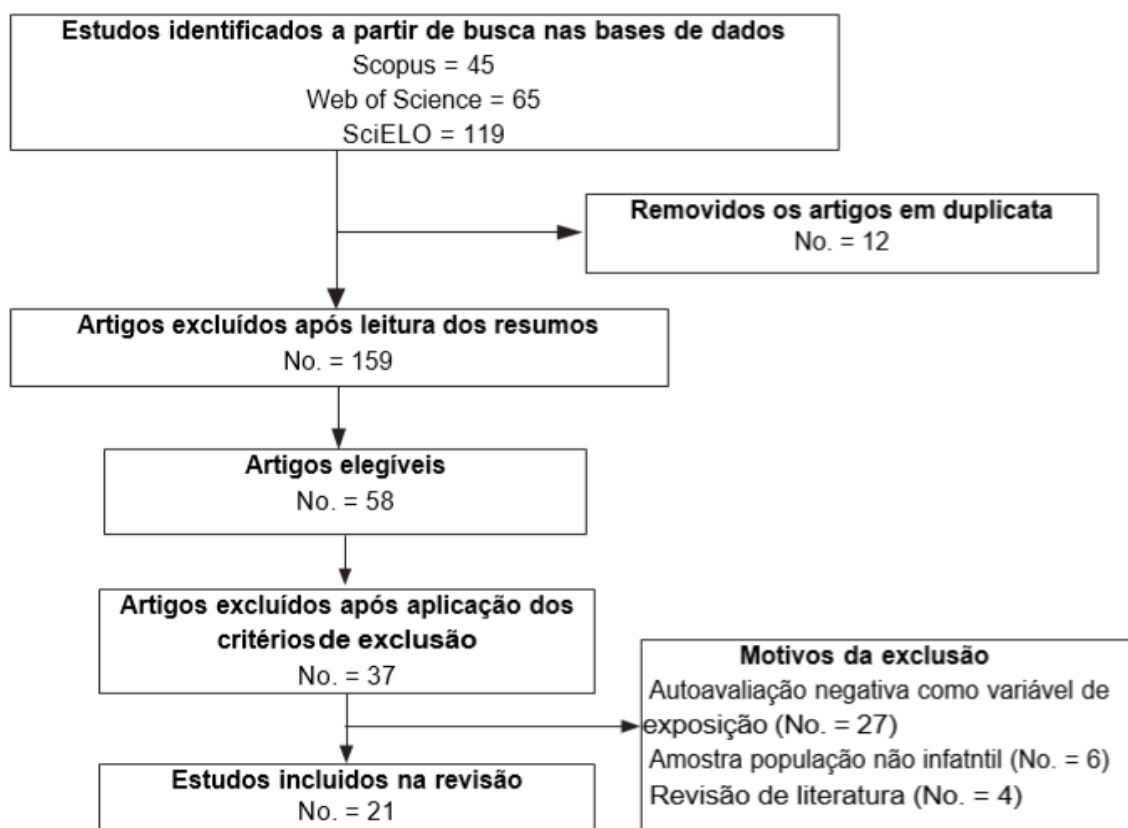 Estudos identificados a partir de busca nas bases de dados
Scopus = 45
Web of Science = 65
SciELO = 119
Removidos os artigos em duplicata
No. = 12
Artigos excluídos após leitura dos resumos
No. = 159
Artigos elegíveis
No. = 58
Artigos excluídos após aplicação dos
critérios de exclusão
No. = 37
Motivos da exclusão
Autoavaliação negativa como variável de
exposição (No. = 27)
Amostra população não infatntil (No. = 6)
Revisão de literatura (No. = 4)
Estudos incluidos na revisão
No. = 21